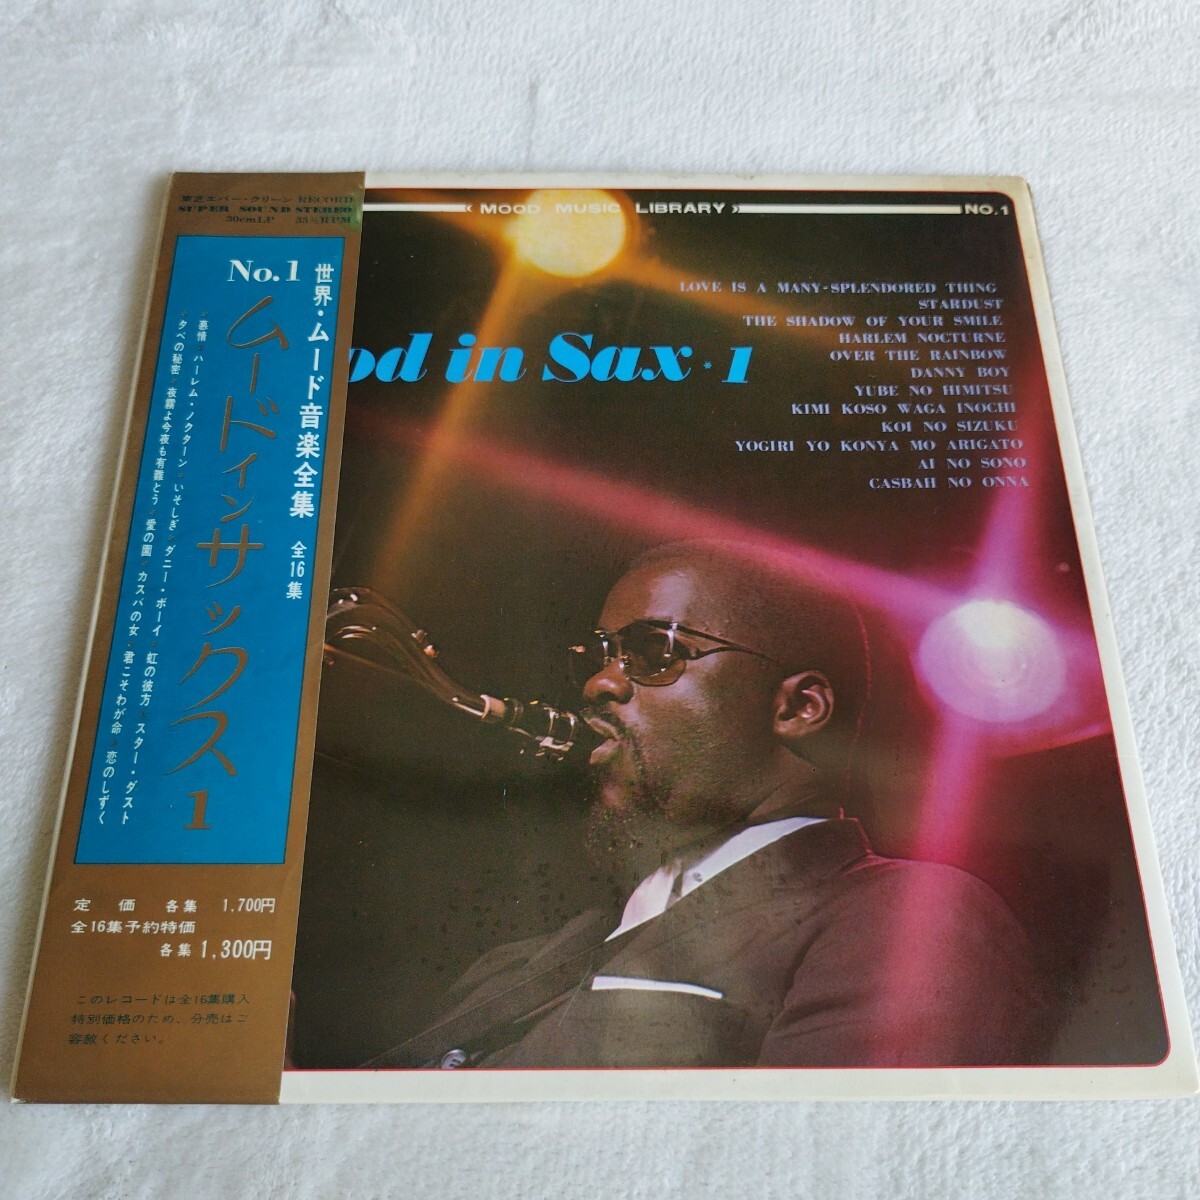 東芝エバー・クリーン RECORD
SUPER SOUND STEREO
30cmLP 33⅓RPM
No.1
世界・ムード音楽全集 全16集
ムードインサックス 1
慕情 ハーレム・ノクターン いそしぎ ダニー・ボーイ 虹の彼方 スター・ダスト
夕べの秘密 夜霧よ今夜も有難とう 愛の園 カスバの女 君こそわが命 恋のしずく
定価 各集 1,700円
全16集予約特価
各集 1,300円
このレコードは全16集購入
特別価格のため、分売はご
容赦ください。
MOOD MUSIC LIBRARY
NO.1
od in Sax・1
LOVE IS A MANY-SPLENDORED THING
STARDUST
THE SHADOW OF YOUR SMILE
HARLEM NOCTURNE
OVER THE RAINBOW
DANNY BOY
YUBE NO HIMITSU
KIMI KOSO WAGA INOCHI
KOI NO SIZUKU
YOGIRI YO KONYA MO ARIGATO
AI NO SONO
CASBAH NO ONNA